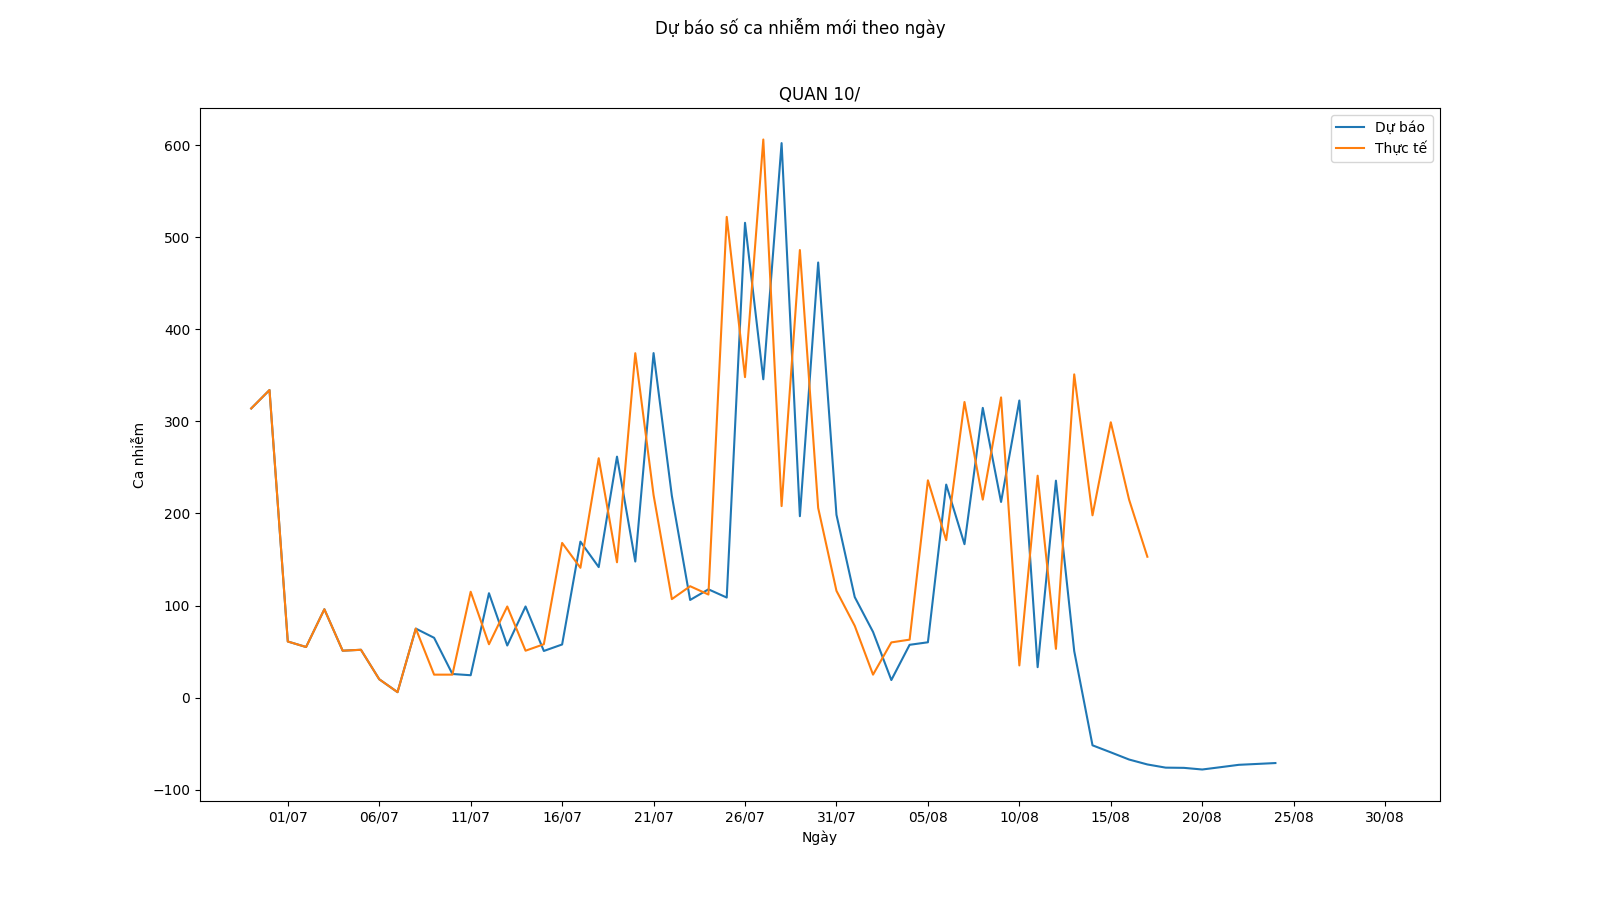 Dự báo số ca nhiễm mới theo ngày
QUAN 10/
Dự báo
Thực tế
600
500
400
300
200
100
0
−100
Ca nhiễm
01/07 06/07 11/07 16/07 21/07 26/07 31/07 05/08 10/08 15/08 20/08 25/08 30/08
Ngày